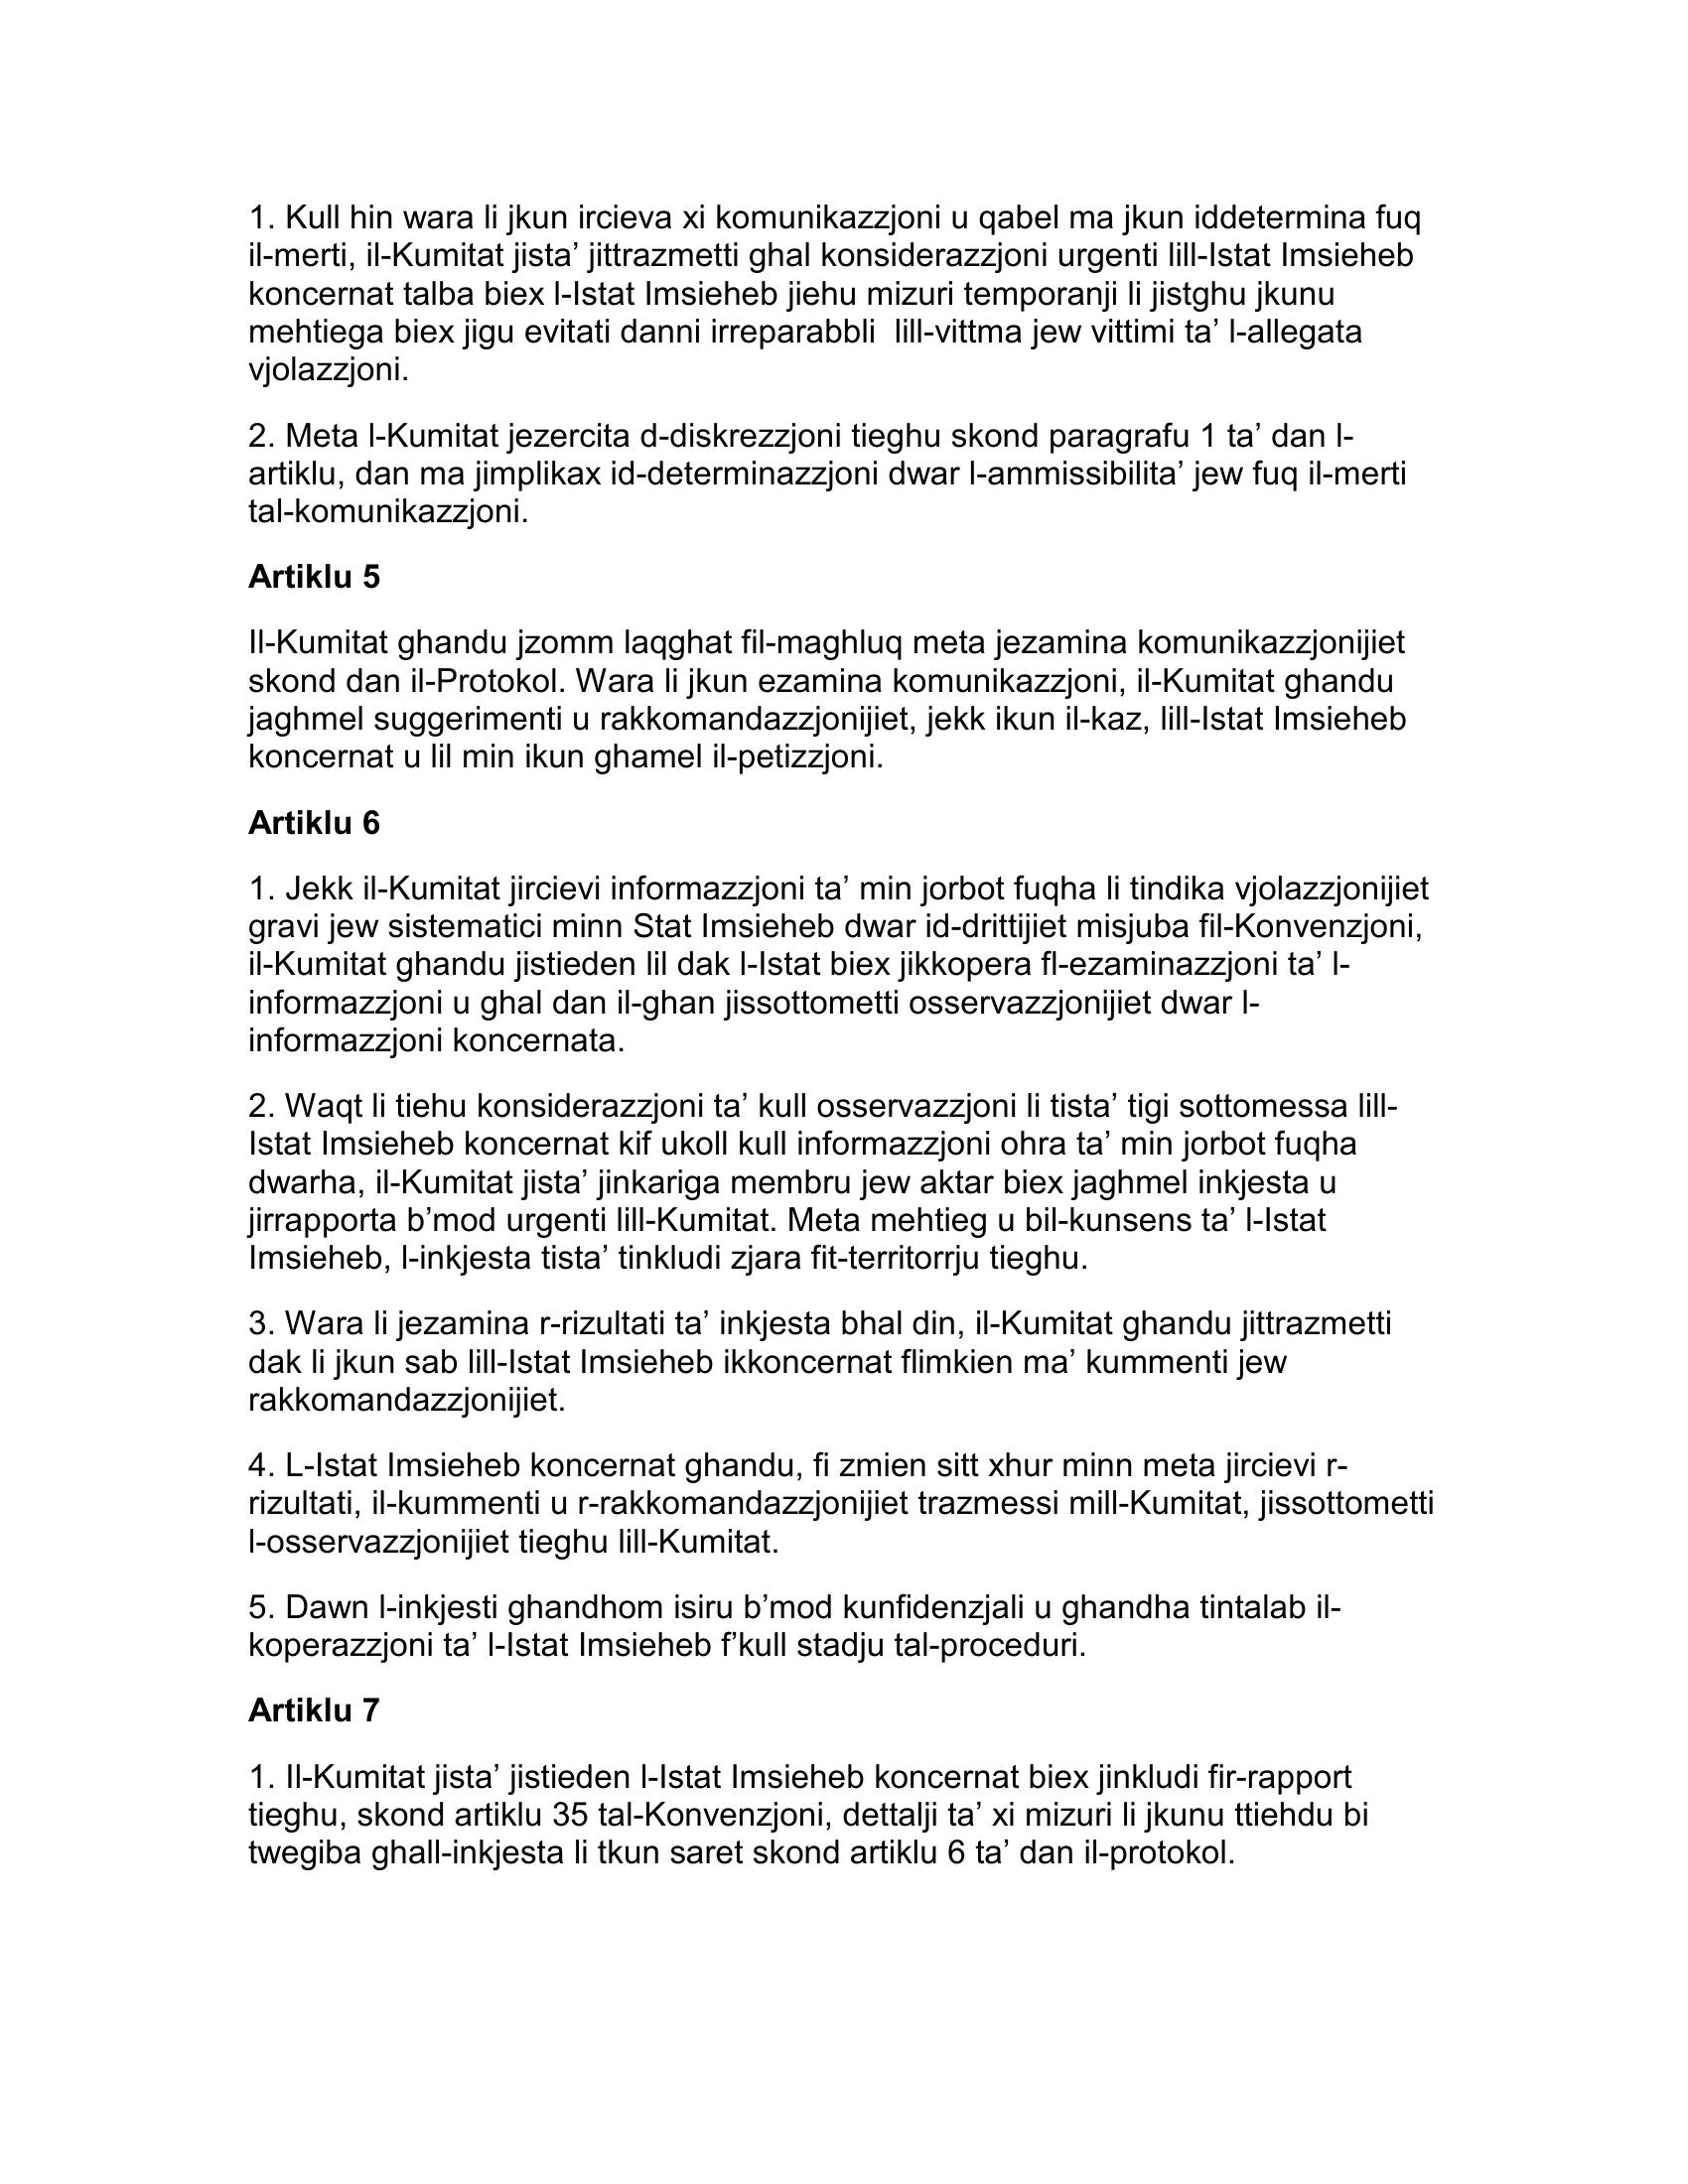 1. Kull hin wara li jkun ircieva xi komunikazzjoni u qabel ma jkun iddetermina fuq
il-merti, il-Kumitat jista’ jittrazmetti ghal konsiderazzjoni urgenti lill-Istat Imsieheb
koncernat talba biex l-Istat Imsieheb jiehu mizuri temporanji li jistghu jkunu
mehtiega biex jigu evitati danni irreparabbli  lill-vittma jew vittimi ta’ l-allegata
vjolazzjoni.
2. Meta l-Kumitat jezercita d-diskrezzjoni tieghu skond paragrafu 1 ta’ dan l-
artiklu, dan ma jimplikax id-determinazzjoni dwar l-ammissibilita’ jew fuq il-merti
tal-komunikazzjoni.
Artiklu 5
Il-Kumitat ghandu jzomm laqghat fil-maghluq meta jezamina komunikazzjonijiet
skond dan il-Protokol. Wara li jkun ezamina komunikazzjoni, il-Kumitat ghandu
jaghmel suggerimenti u rakkomandazzjonijiet, jekk ikun il-kaz, lill-Istat Imsieheb
koncernat u lil min ikun ghamel il-petizzjoni.
Artiklu 6
1. Jekk il-Kumitat jircievi informazzjoni ta’ min jorbot fuqha li tindika vjolazzjonijiet
gravi jew sistematici minn Stat Imsieheb dwar id-drittijiet misjuba fil-Konvenzjoni,
il-Kumitat ghandu jistieden lil dak l-Istat biex jikkopera fl-ezaminazzjoni ta’ l-
informazzjoni u ghal dan il-ghan jissottometti osservazzjonijiet dwar l-
informazzjoni koncernata.
2. Waqt li tiehu konsiderazzjoni ta’ kull osservazzjoni li tista’ tigi sottomessa lill-
Istat Imsieheb koncernat kif ukoll kull informazzjoni ohra ta’ min jorbot fuqha
dwarha, il-Kumitat jista’ jinkariga membru jew aktar biex jaghmel inkjesta u
jirrapporta b’mod urgenti lill-Kumitat. Meta mehtieg u bil-kunsens ta’ l-Istat
Imsieheb, l-inkjesta tista’ tinkludi zjara fit-territorrju tieghu.
3. Wara li jezamina r-rizultati ta’ inkjesta bhal din, il-Kumitat ghandu jittrazmetti
dak li jkun sab lill-Istat Imsieheb ikkoncernat flimkien ma’ kummenti jew
rakkomandazzjonijiet.
4. L-Istat Imsieheb koncernat ghandu, fi zmien sitt xhur minn meta jircievi r-
rizultati, il-kummenti u r-rakkomandazzjonijiet trazmessi mill-Kumitat, jissottometti
l-osservazzjonijiet tieghu lill-Kumitat.
5. Dawn l-inkjesti ghandhom isiru b’mod kunfidenzjali u ghandha tintalab il-
koperazzjoni ta’ l-Istat Imsieheb f’kull stadju tal-proceduri.
Artiklu 7
1. Il-Kumitat jista’ jistieden l-Istat Imsieheb koncernat biex jinkludi fir-rapport
tieghu, skond artiklu 35 tal-Konvenzjoni, dettalji ta’ xi mizuri li jkunu ttiehdu bi
twegiba ghall-inkjesta li tkun saret skond artiklu 6 ta’ dan il-protokol.